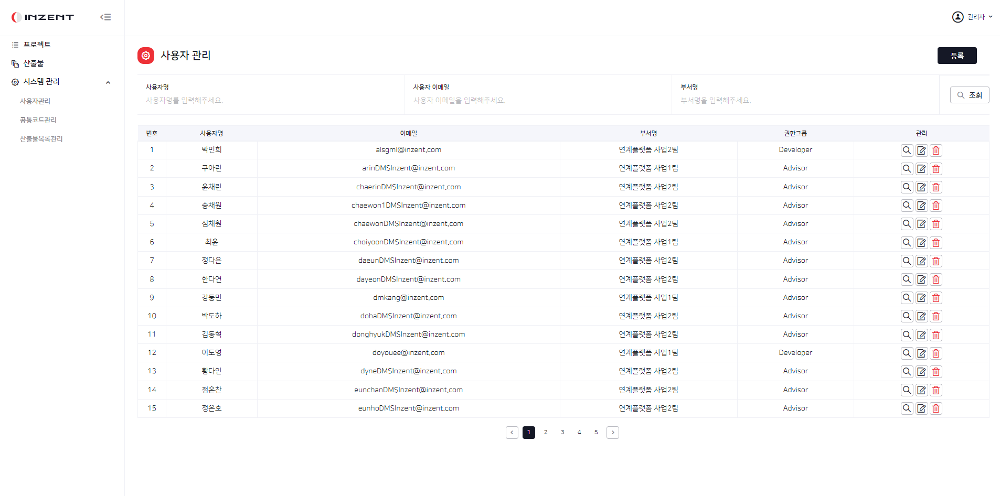 INZENT
관리자
프로젝트
산출물
시스템 관리
사용자관리
공통코드관리
산출물목록관리
사용자 관리
등록
사용자명
사용자명를 입력해주세요.
사용자 이메일
사용자 이메일을 입력해주세요.
부서명
부서명을 입력해주세요.
조회
번호 사용자명 이메일 부서명 권한그룹 관리
1 박민희 alsgml@inzent.com 연계플랫폼 사업2팀 Developer
2 구아린 arinDMSInzent@inzent.com 연계플랫폼 사업1팀 Advisor
3 윤채린 chaerinDMSInzent@inzent.com 연계플랫폼 사업2팀 Advisor
4 송채원 chaewon1DMSInzent@inzent.com 연계플랫폼 사업2팀 Advisor
5 심채원 chaewonDMSInzent@inzent.com 연계플랫폼 사업2팀 Advisor
6 최윤 choiyoonDMSInzent@inzent.com 연계플랫폼 사업1팀 Advisor
7 정다은 daeunDMSInzent@inzent.com 연계플랫폼 사업2팀 Advisor
8 한다연 dayeonDMSInzent@inzent.com 연계플랫폼 사업2팀 Advisor
9 강동민 dmkang@inzent.com 연계플랫폼 사업1팀 Advisor
10 박도하 dohaDMSInzent@inzent.com 연계플랫폼 사업2팀 Advisor
11 김동혁 donghyukDMSInzent@inzent.com 연계플랫폼 사업2팀 Advisor
12 이도영 doyouee@inzent.com 연계플랫폼 사업1팀 Developer
13 황다인 dyneDMSInzent@inzent.com 연계플랫폼 사업2팀 Advisor
14 정은찬 eunchanDMSInzent@inzent.com 연계플랫폼 사업2팀 Advisor
15 정은호 eunhoDMSInzent@inzent.com 연계플랫폼 사업2팀 Advisor
1 2 3 4 5